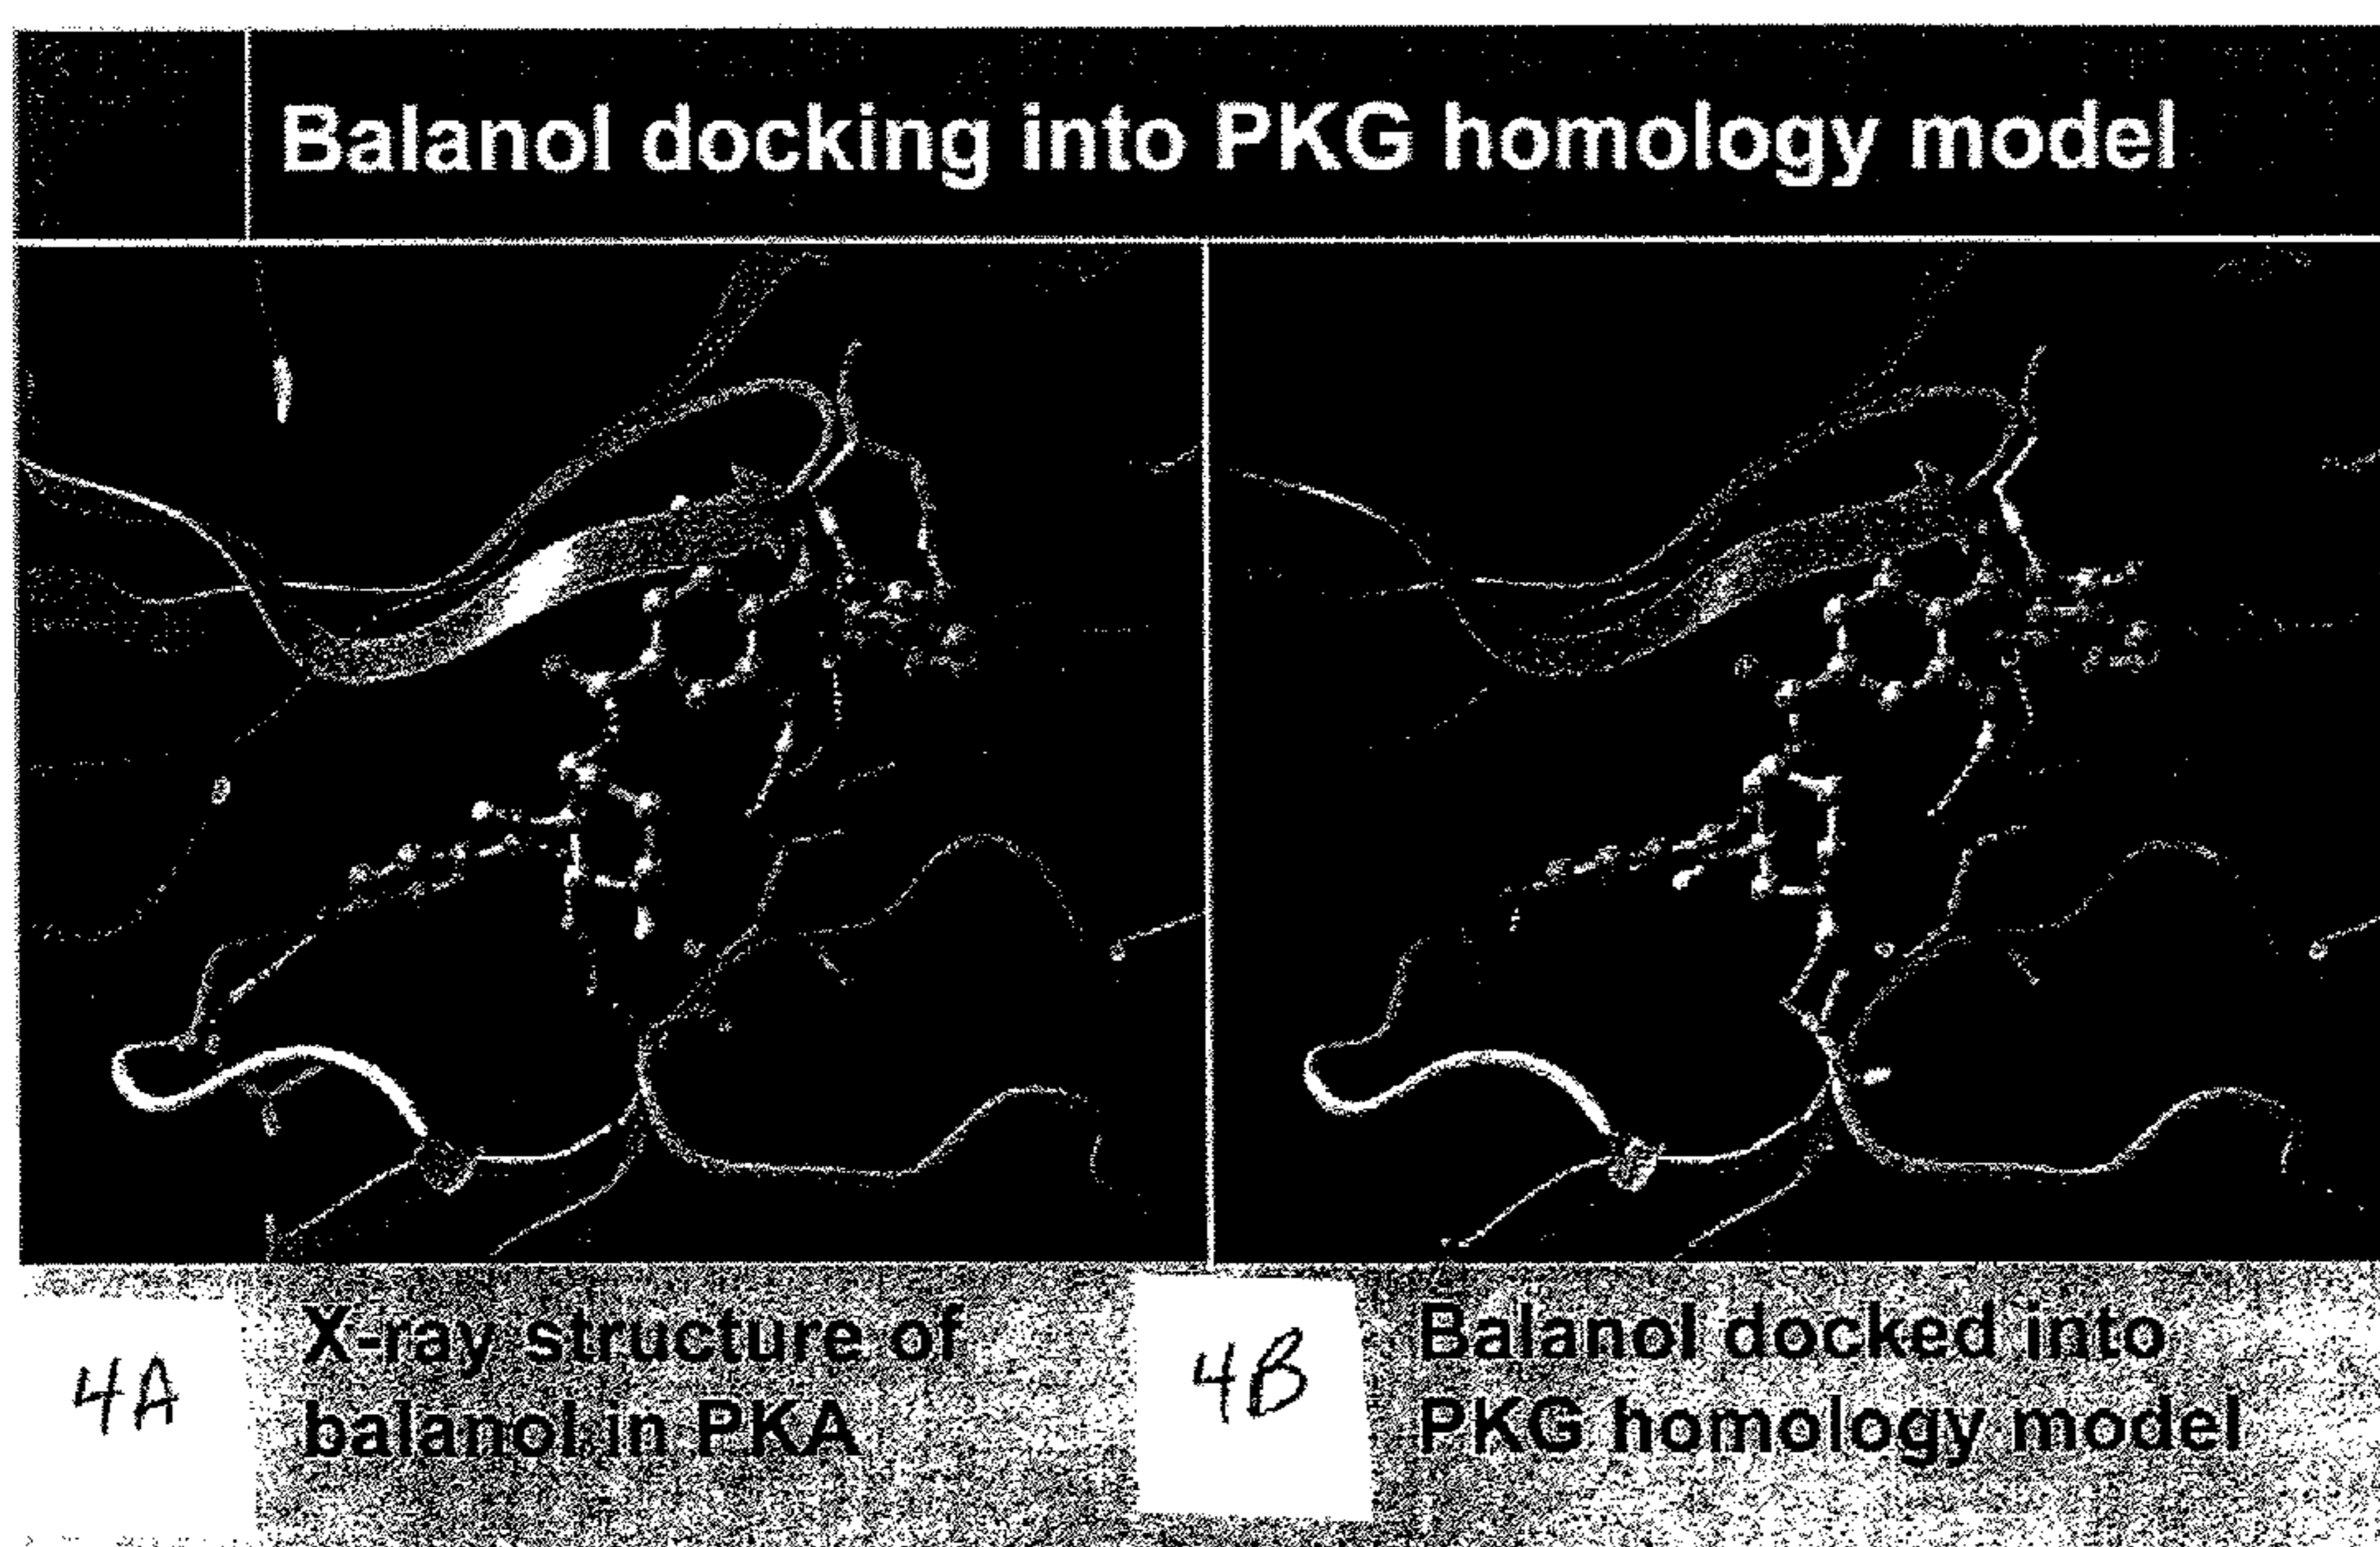 Balanol docking into PKG homology model
4A
X-ray structure of
balanol in PKA
4B
Balanol docked into
PKG homology model